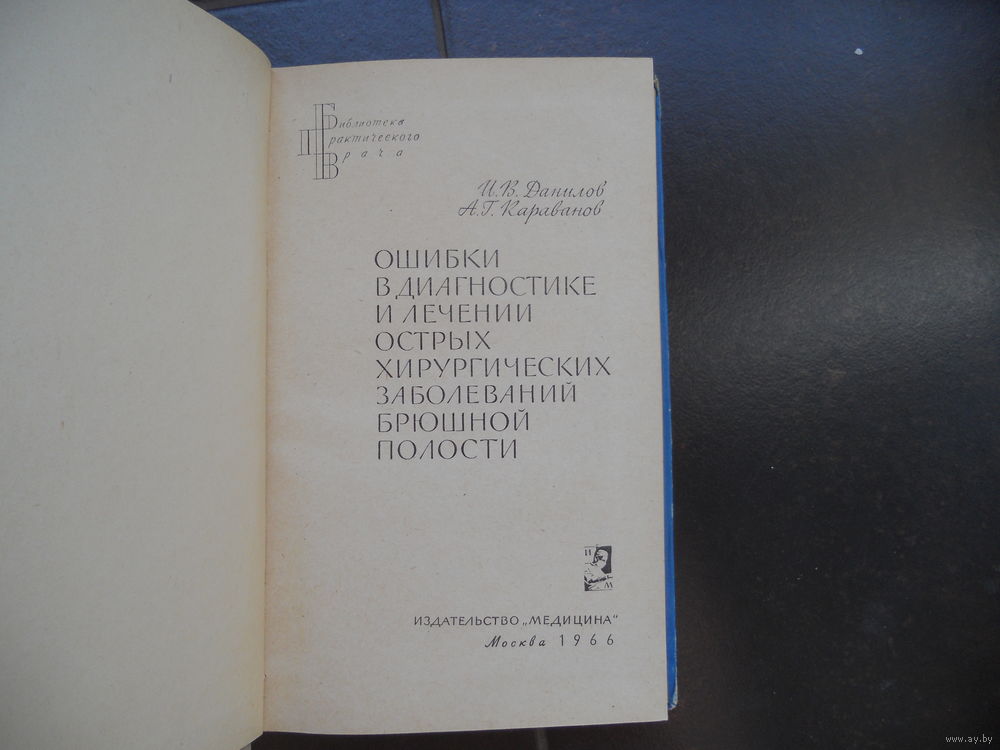 Библиотека
Практического
Врача
И. В. Данилов
А. Г. Караванов
ОШИБКИ
В ДИАГНОСТИКЕ
И ЛЕЧЕНИИ
ОСТРЫХ
ХИРУРГИЧЕСКИХ
ЗАБОЛЕВАНИЙ
БРЮШНОЙ
ПОЛОСТИ
И
М
ИЗДАТЕЛЬСТВО „МЕДИЦИНА"
Москва 1966
www.ay.by